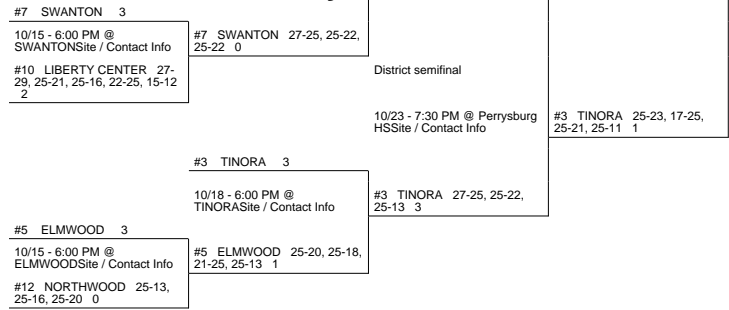 #7 SWANTON 3
10/15 - 6:00 PM @
SWANTONSite / Contact Info
#10 LIBERTY CENTER 27-
29, 25-21, 25-16, 22-25, 15-12
2
#7 SWANTON 27-25, 25-22,
25-22 0
District semifinal
10/23 - 7:30 PM @ Perrysburg
HSSite / Contact Info
#3 TINORA 25-23, 17-25,
25-21, 25-11 1
#3 TINORA 3
10/18 - 6:00 PM @
TINORASite / Contact Info
#3 TINORA 27-25, 25-22,
25-13 3
#5 ELMWOOD 3
10/15 - 6:00 PM @
ELMWOODSite / Contact Info
#12 NORTHWOOD 25-13,
25-16, 25-20 0
#5 ELMWOOD 25-20, 25-18,
21-25, 25-13 1